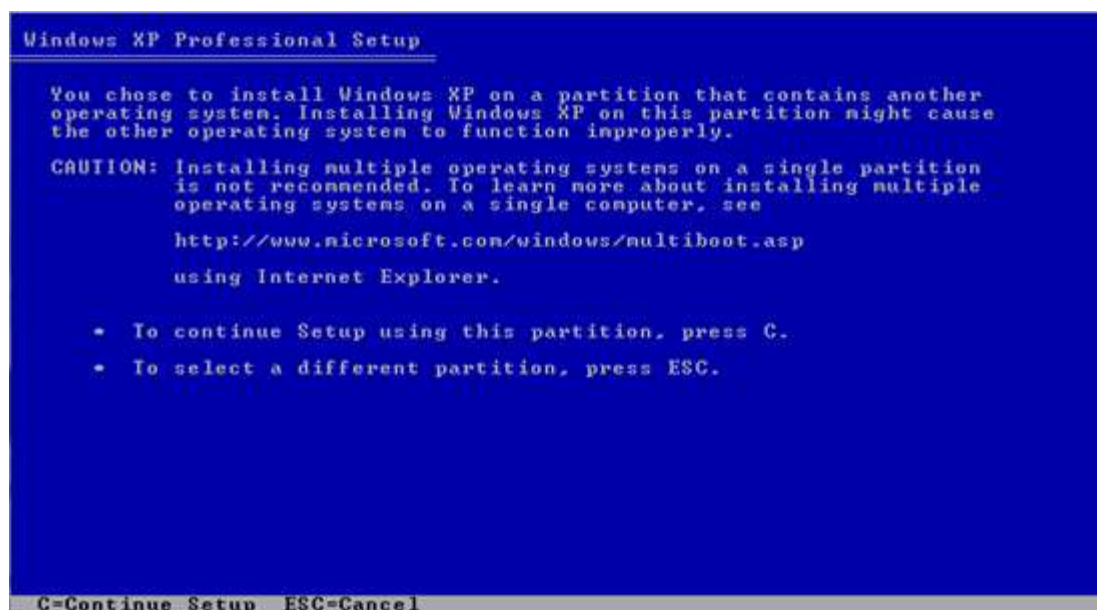 Windows XP Professional Setup
You chose to install Windows XP on a partition that contains another
operating system. Installing Windows XP on this partition might cause
the other operating system to function improperly.
CAUTION: Installing multiple operating systems on a single partition
is not recommended. To learn more about installing multiple
operating systems on a single computer, see
http://www.microsoft.com/windows/multiboot.asp
using Internet Explorer.
• To continue Setup using this partition, press C.
• To select a different partition, press ESC.
C=Continue Setup ESC=Cancel